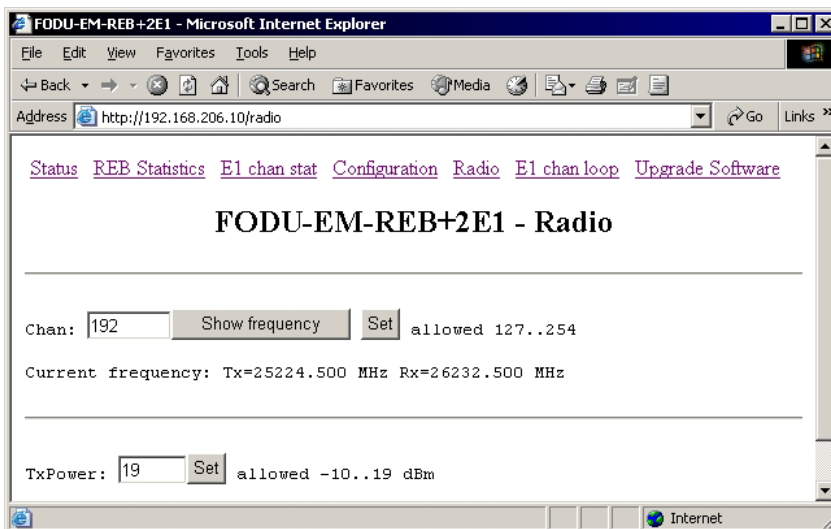 FODU-EM-REB+2E1 - Microsoft Internet Explorer
File Edit View Favorites Tools Help
Back Search Favorites Media
Address http://192.168.206.10/radio Go Links »
Status REB Statistics E1 chan stat Configuration Radio E1 chan loop Upgrade Software
FODU-EM-REB+2E1 - Radio
Chan: 192 Show frequency Set allowed 127..254
Current frequency: Tx=25224.500 MHz Rx=26232.500 MHz
TxPower: 19 Set allowed -10..19 dBm
Internet